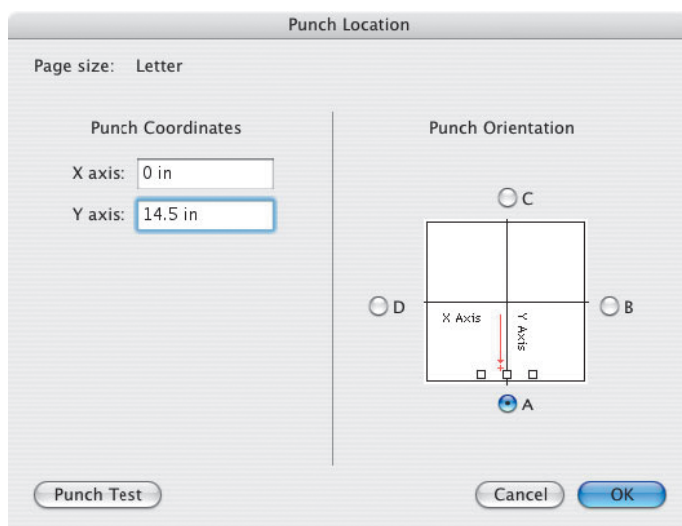 Punch Location
Page size: Letter
Punch Coordinates
X axis: 0 in
Y axis: 14.5 in
Punch Orientation
C
D
X Axis
Y Axis
B
A
Punch Test
Cancel
OK